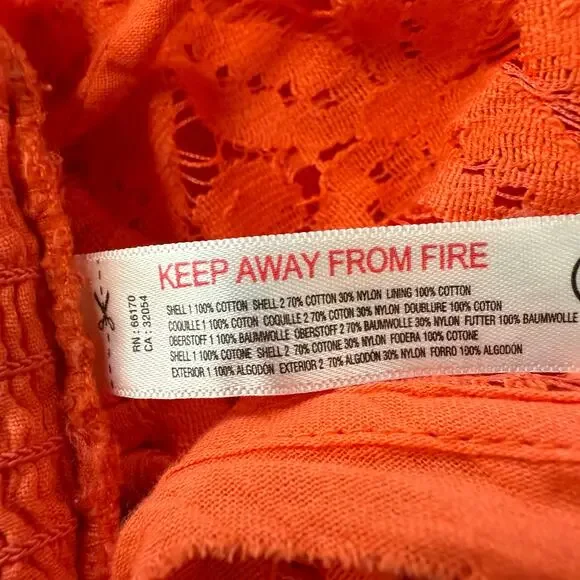 KEEP AWAY FROM FIRE
SHELL 1 100% COTTON SHELL 2 70% COTTON 30% NYLON LINING 100% COTTON
COQUILLE 1 100% COTON COQUILLE 2 70% COTON 30% NYLON DOUBLURE 100% COTON
OBERSTOFF 1 100% BAUMWOLLE OBERSTOFF 2 70% BAUMWOLLE 30% NYLON FUTTER 100% BAUMWOLLE
SHELL 1 100% COTONE SHELL 2 70% COTONE 30% NYLON FODERA 100% COTONE
EXTERIOR 1 100% ALGODÓN EXTERIOR 2 70% ALGODÓN 30% NYLON FORRO 100% ALGODÓN
RN : 66170
CA : 32054